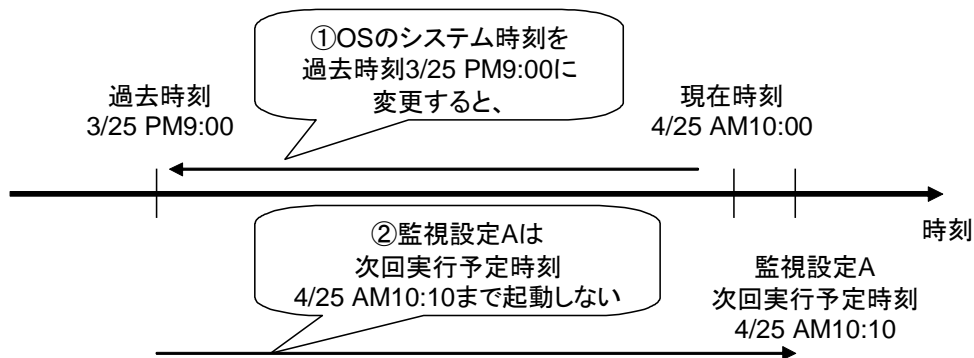 ①OSのシステム時刻を
過去時刻3/25 PM9:00に
変更すると、
過去時刻
3/25 PM9:00
現在時刻
4/25 AM10:00
時刻
②監視設定Aは
次回実行予定時刻
4/25 AM10:10まで起動しない
監視設定A
次回実行予定時刻
4/25 AM10:10